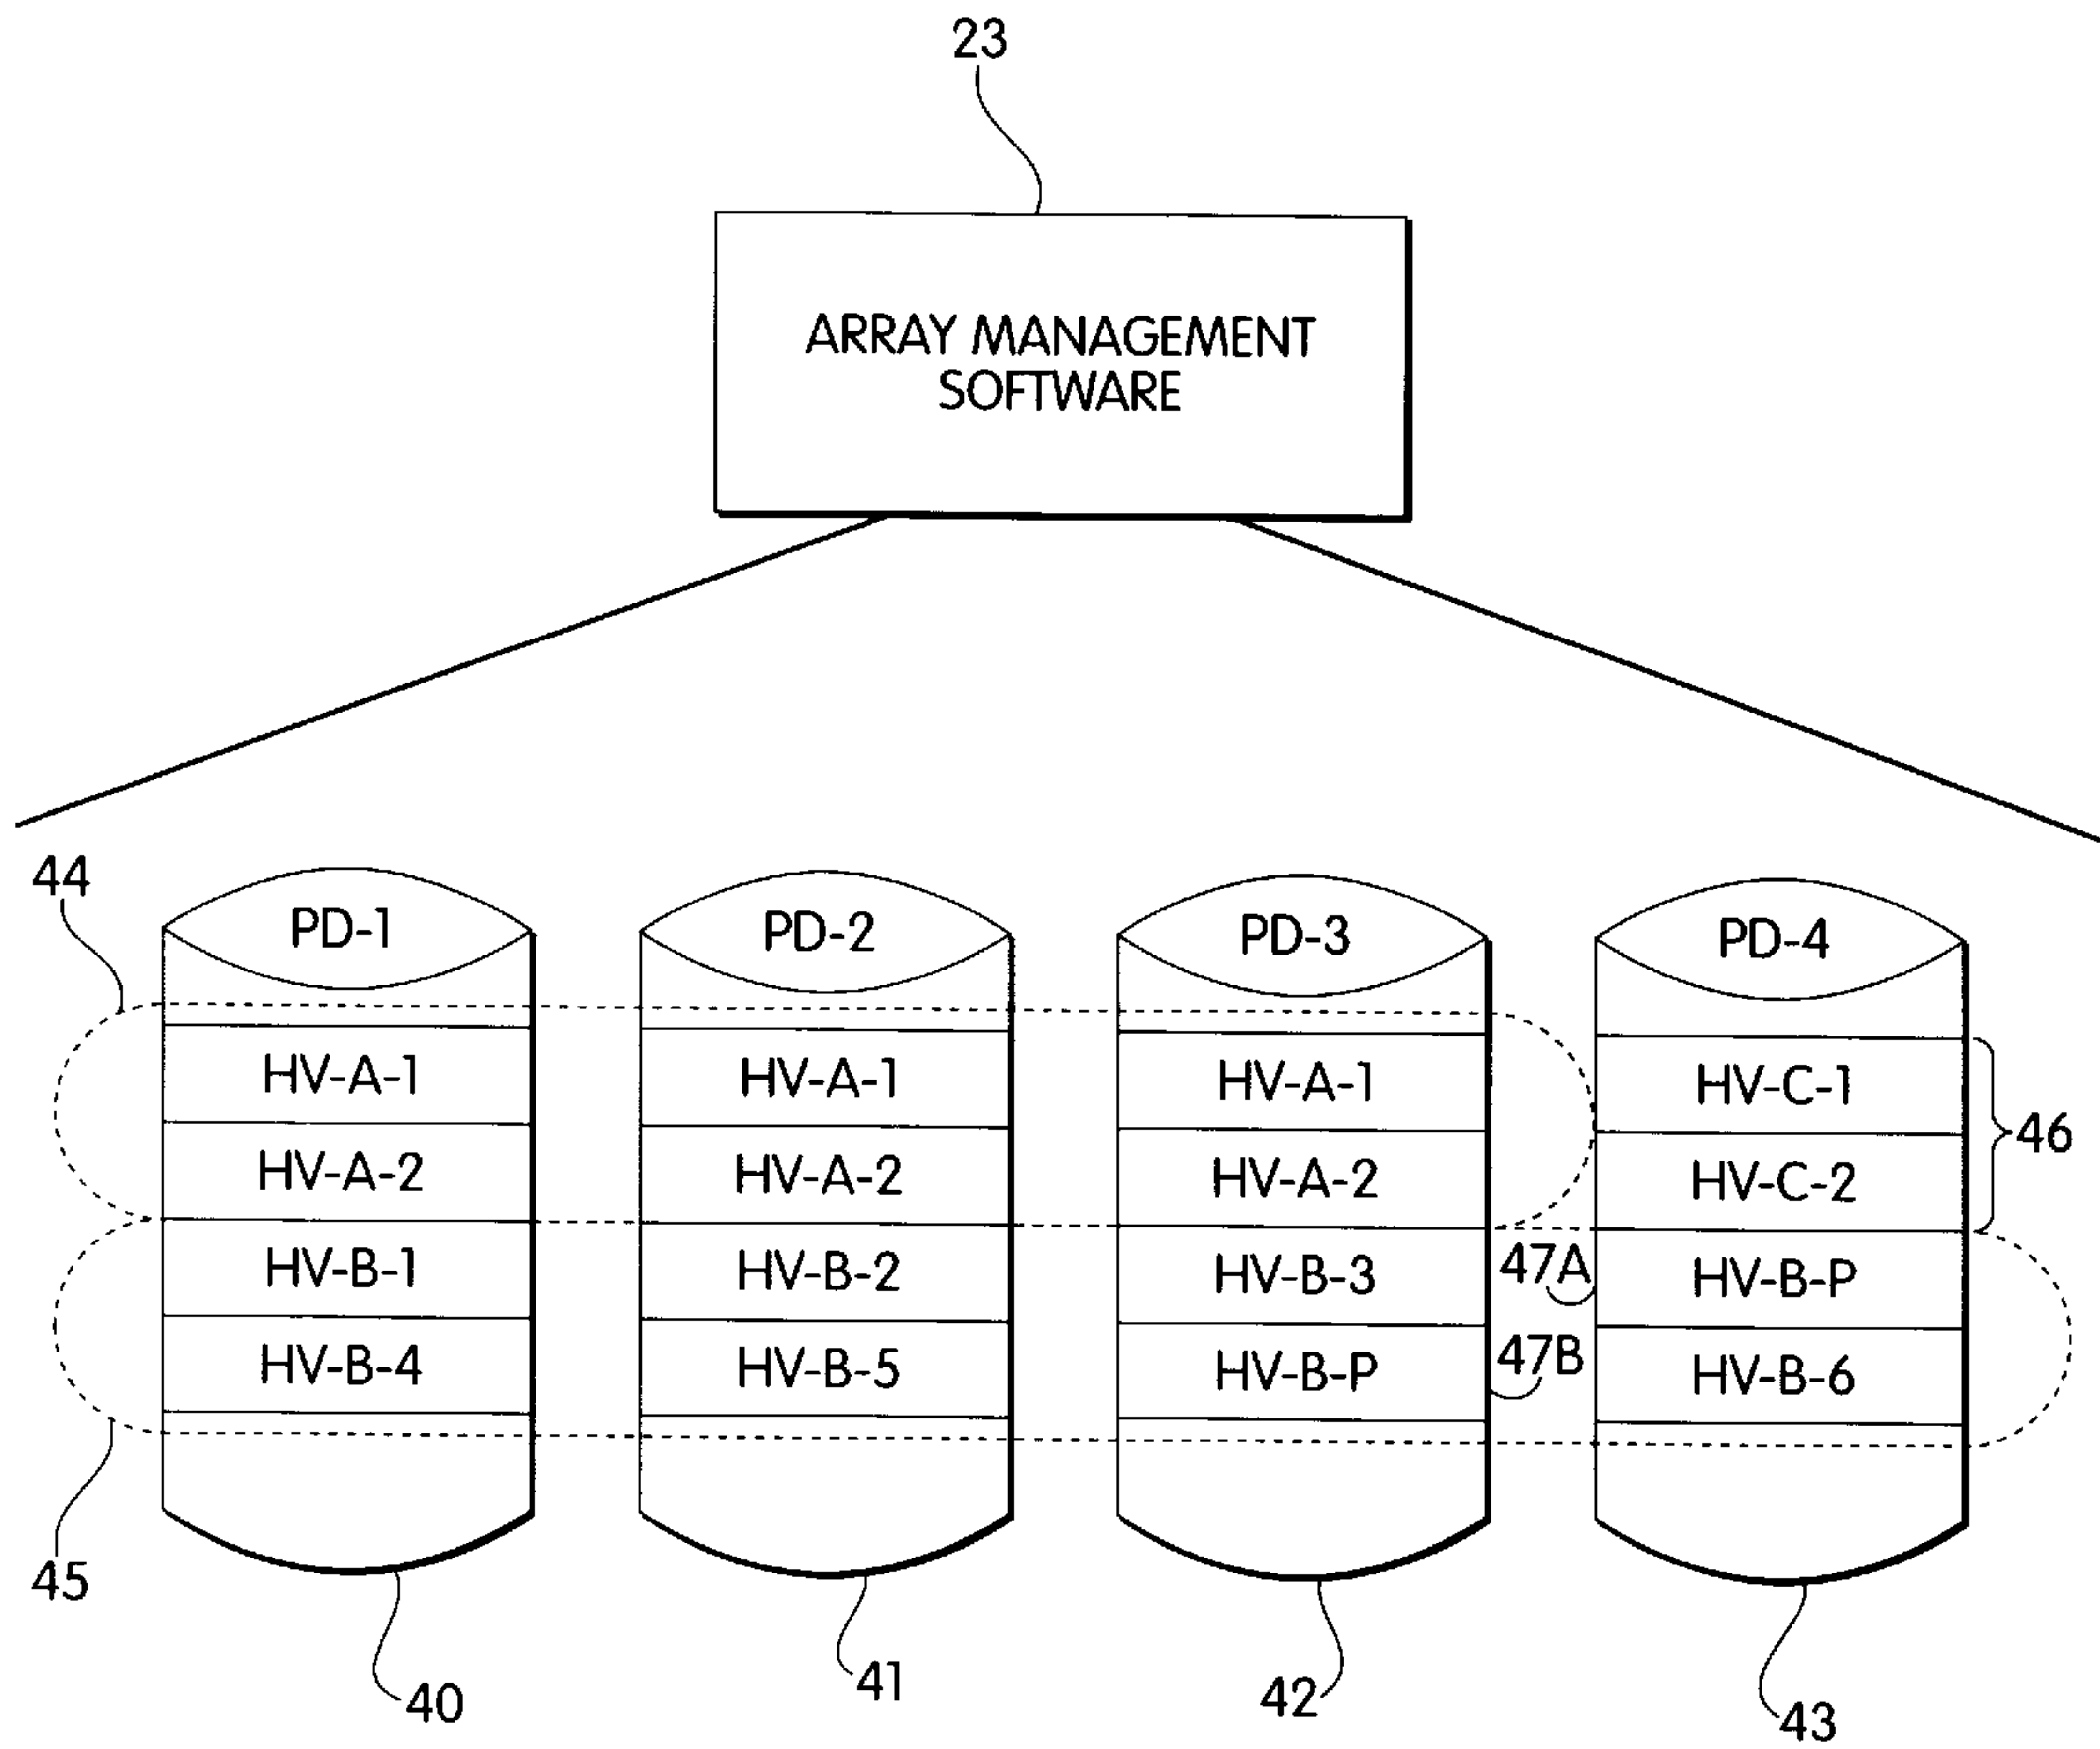 23
ARRAY MANAGEMENT
SOFTWARE
44
PD-1
PD-2
PD-3
PD-4
HV-A-1
HV-A-1
HV-A-1
HV-C-1
46
HV-A-2
HV-A-2
HV-A-2
HV-C-2
HV-B-1
HV-B-2
HV-B-3
47A
HV-B-P
HV-B-4
HV-B-5
HV-B-P
47B
HV-B-6
45
40
41
42
43